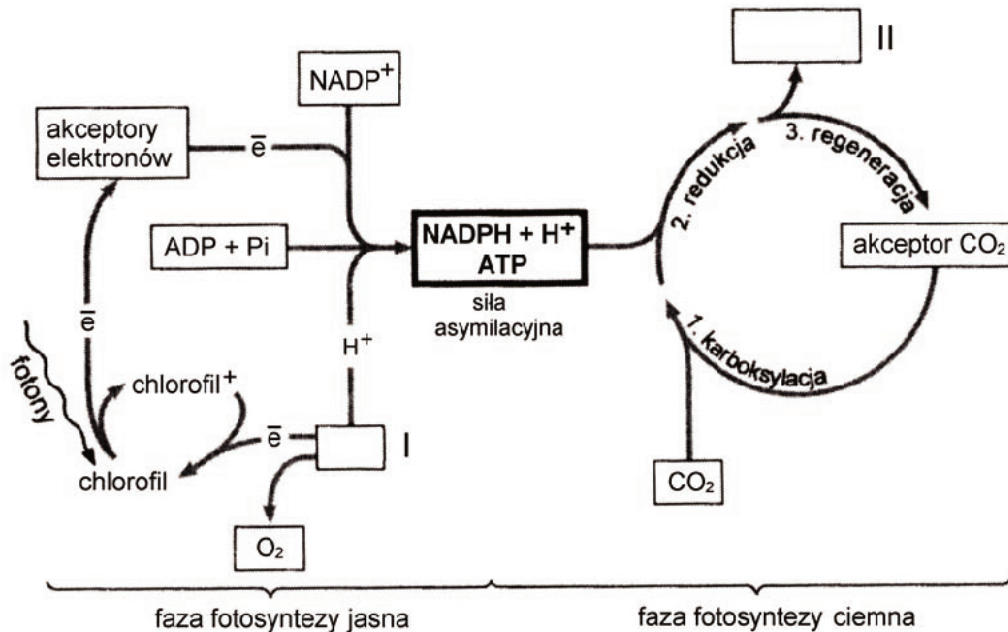 II
NADP⁺
akceptory
elektronów
e̅
ADP + Pi
NADPH + H⁺
ATP
siła
asymilacyjna
2. redukcja
3. regeneracja
akceptor CO₂
1. karboksylacja
e̅
H⁺
fotony
chlorofil⁺
chlorofil
e̅
I
O₂
CO₂
faza fotosyntezy jasna
faza fotosyntezy ciemna